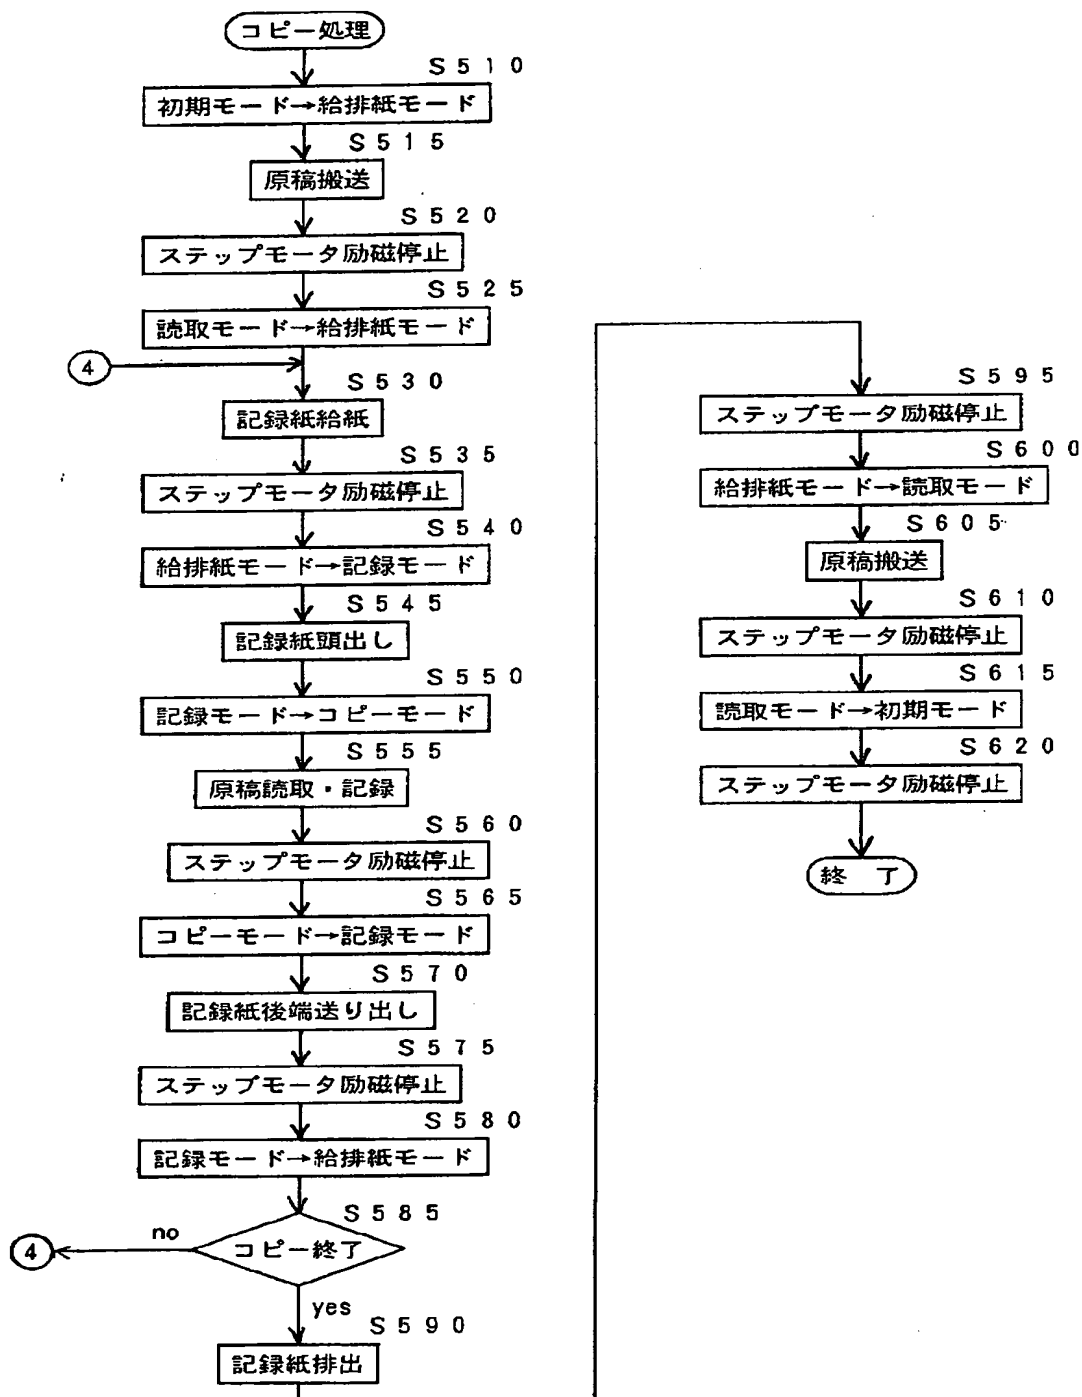 コピー処理
S510
初期モード→給排紙モード
S515
原稿搬送
S520
ステップモータ励磁停止
S525
読取モード→給排紙モード
4
S530
記録紙給紙
S535
ステップモータ励磁停止
S540
給排紙モード→記録モード
S545
記録紙頭出し
S550
記録モード→コピーモード
S555
原稿読取・記録
S560
ステップモータ励磁停止
S565
コピーモード→記録モード
S570
記録紙後端送り出し
S575
ステップモータ励磁停止
S580
記録モード→給排紙モード
S585
コピー終了
no
4
yes
S590
記録紙排出
S595
ステップモータ励磁停止
S600
給排紙モード→読取モード
S605
原稿搬送
S610
ステップモータ励磁停止
S615
読取モード→初期モード
S620
ステップモータ励磁停止
終 了